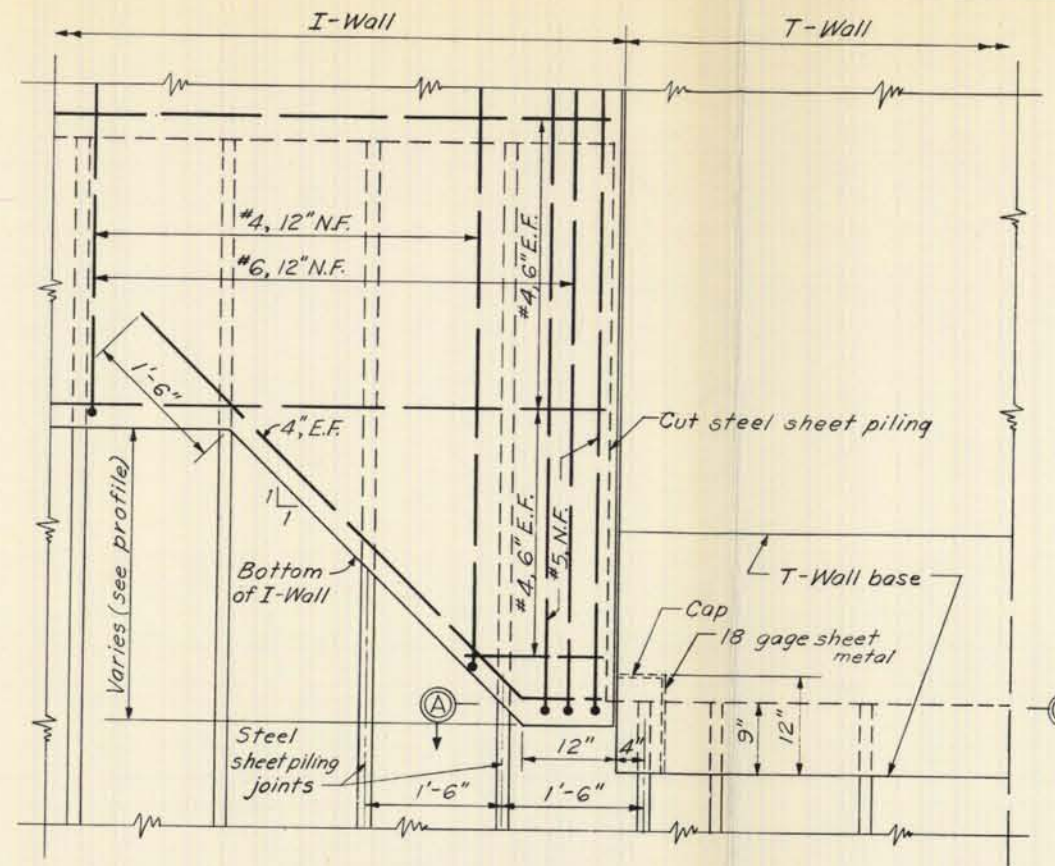 I-Wall
T-Wall
#4, 12" N.F.
#6, 12" N.F.
#4, 6" E.F.
1'-6"
4", E.F.
Cut steel sheet piling
1
1
Varies (see profile)
#4, 6" E.F.
#5, N.F.
Bottom
of I-Wall
T-Wall base
Cap
18 gage sheet
metal
A
Steel
sheet piling
joints
12"
4"
9"
12"
1'-6"
1'-6"